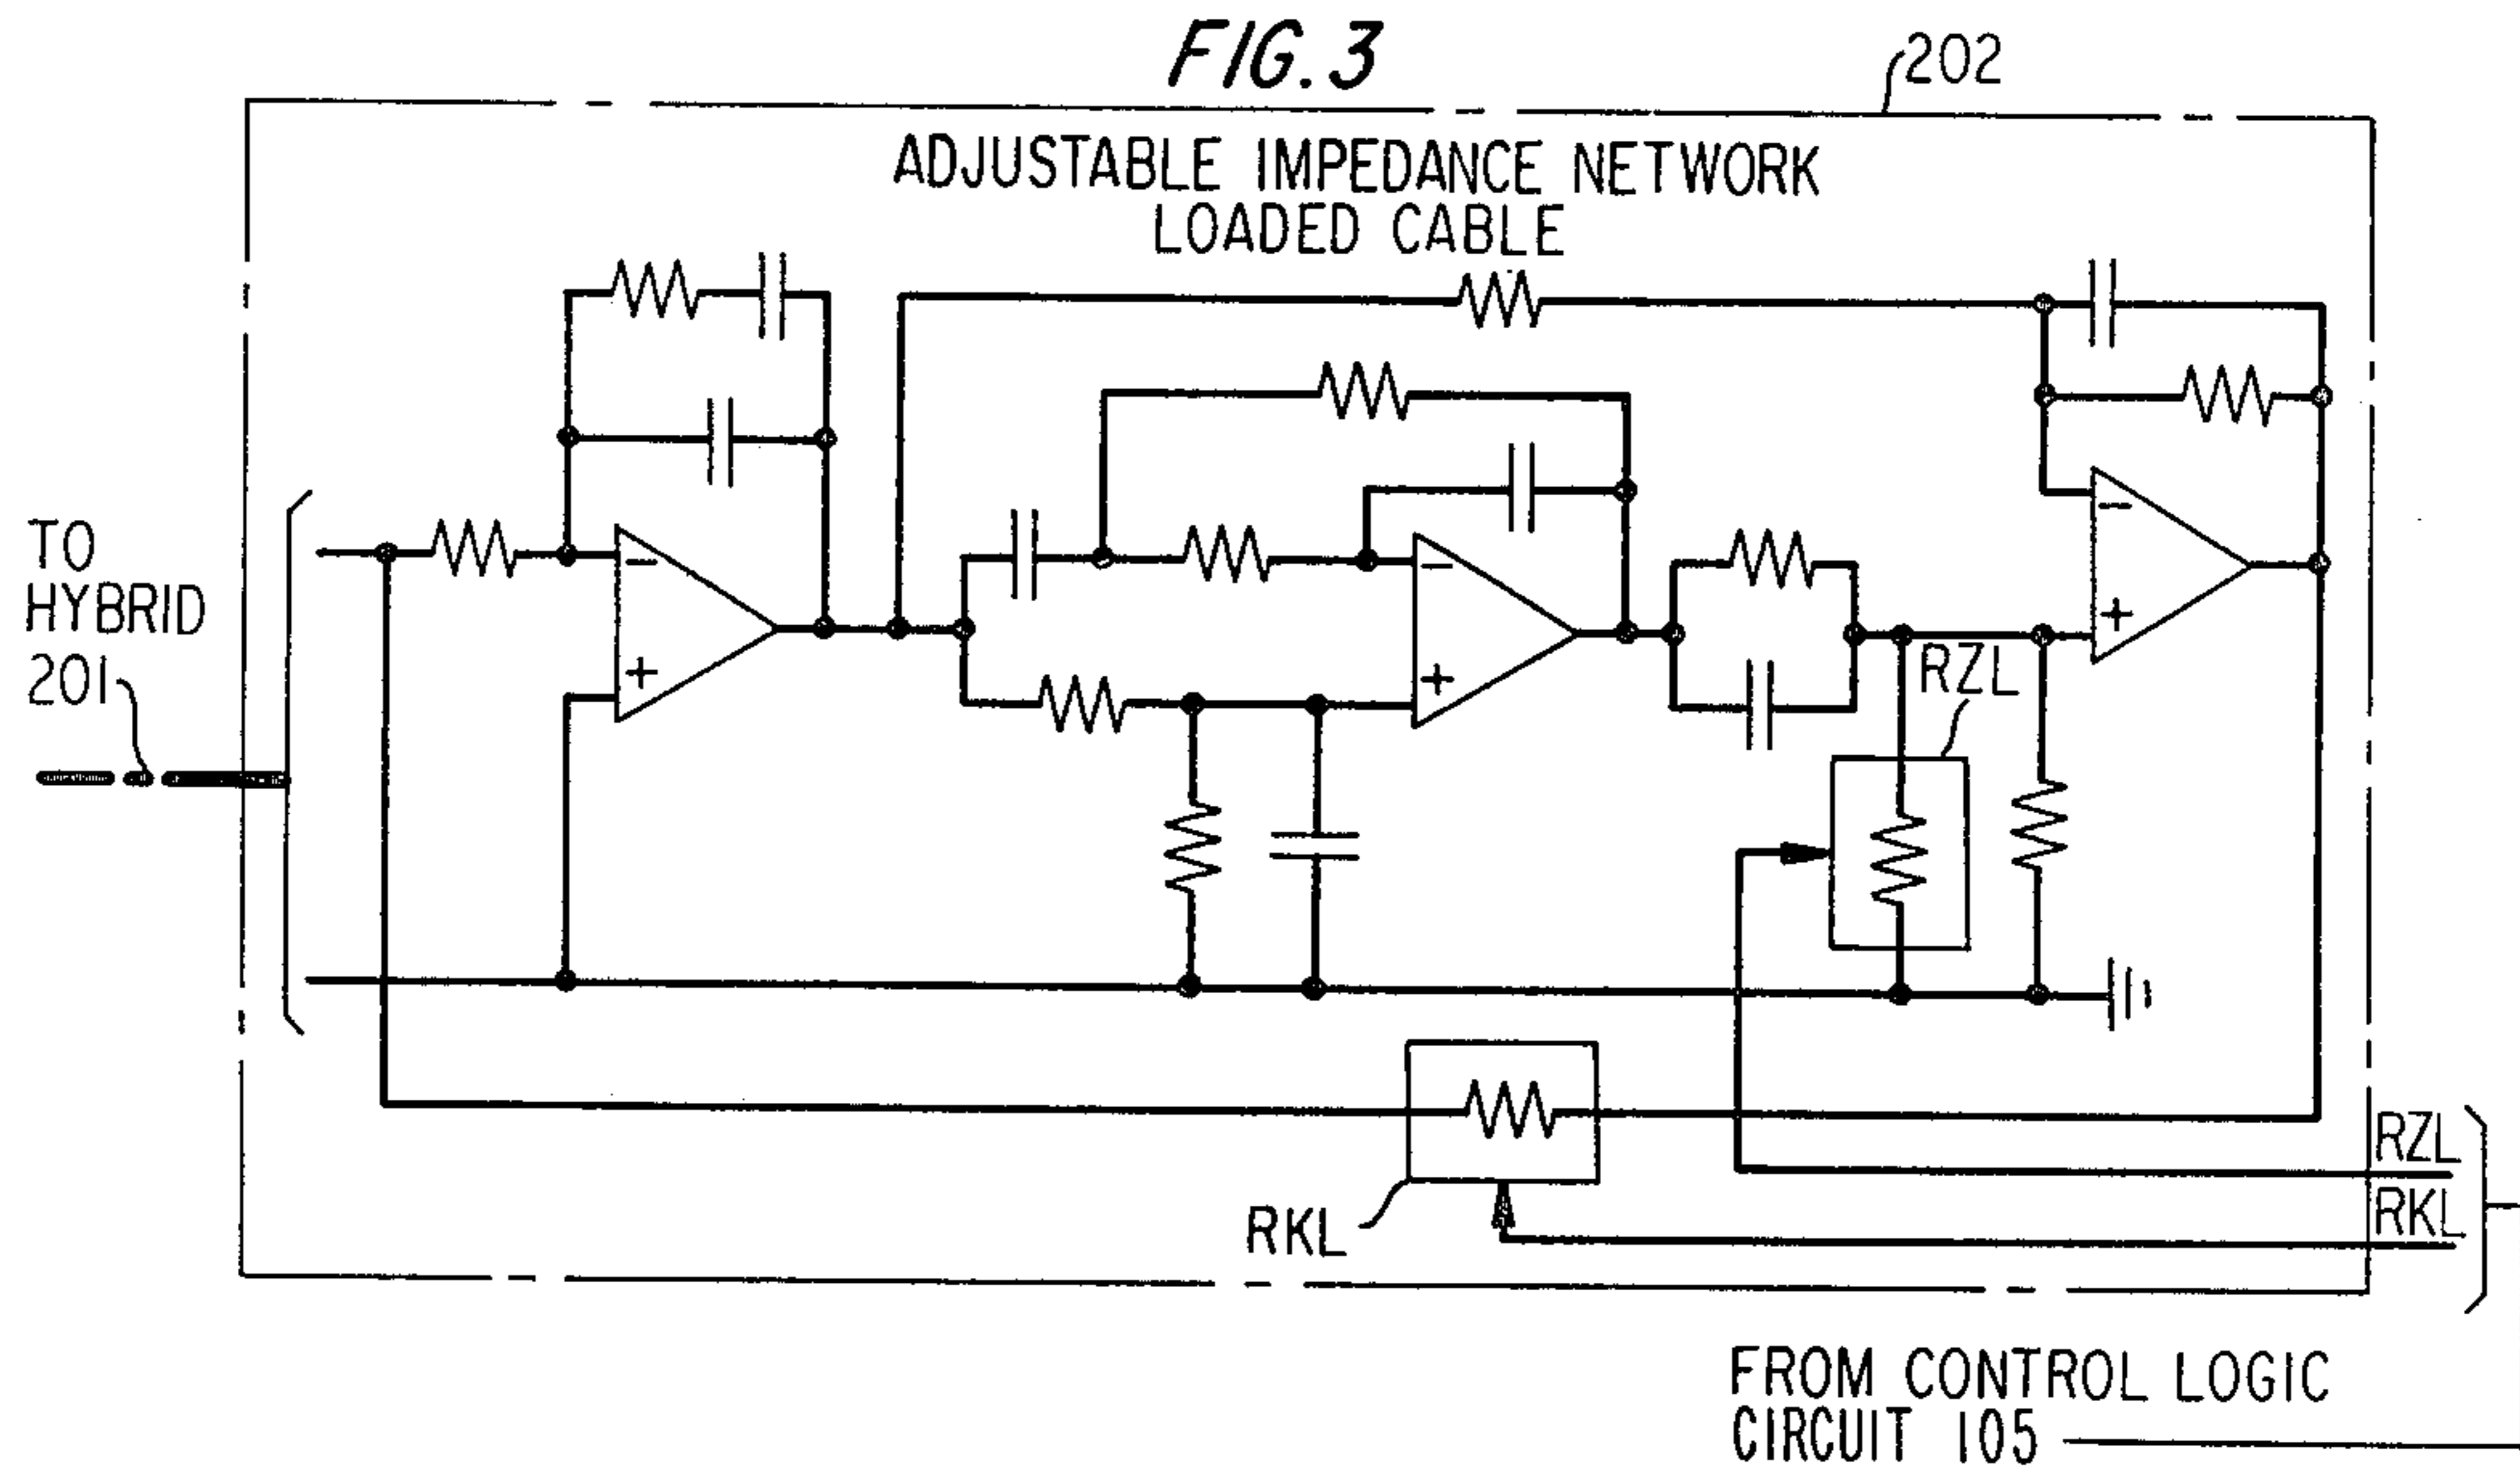 FIG. 3
202
ADJUSTABLE IMPEDANCE NETWORK
LOADED CABLE
TO
HYBRID
201
−
+
−
+
−
+
RZL
RKL
RZL
RKL
FROM CONTROL LOGIC
CIRCUIT 105